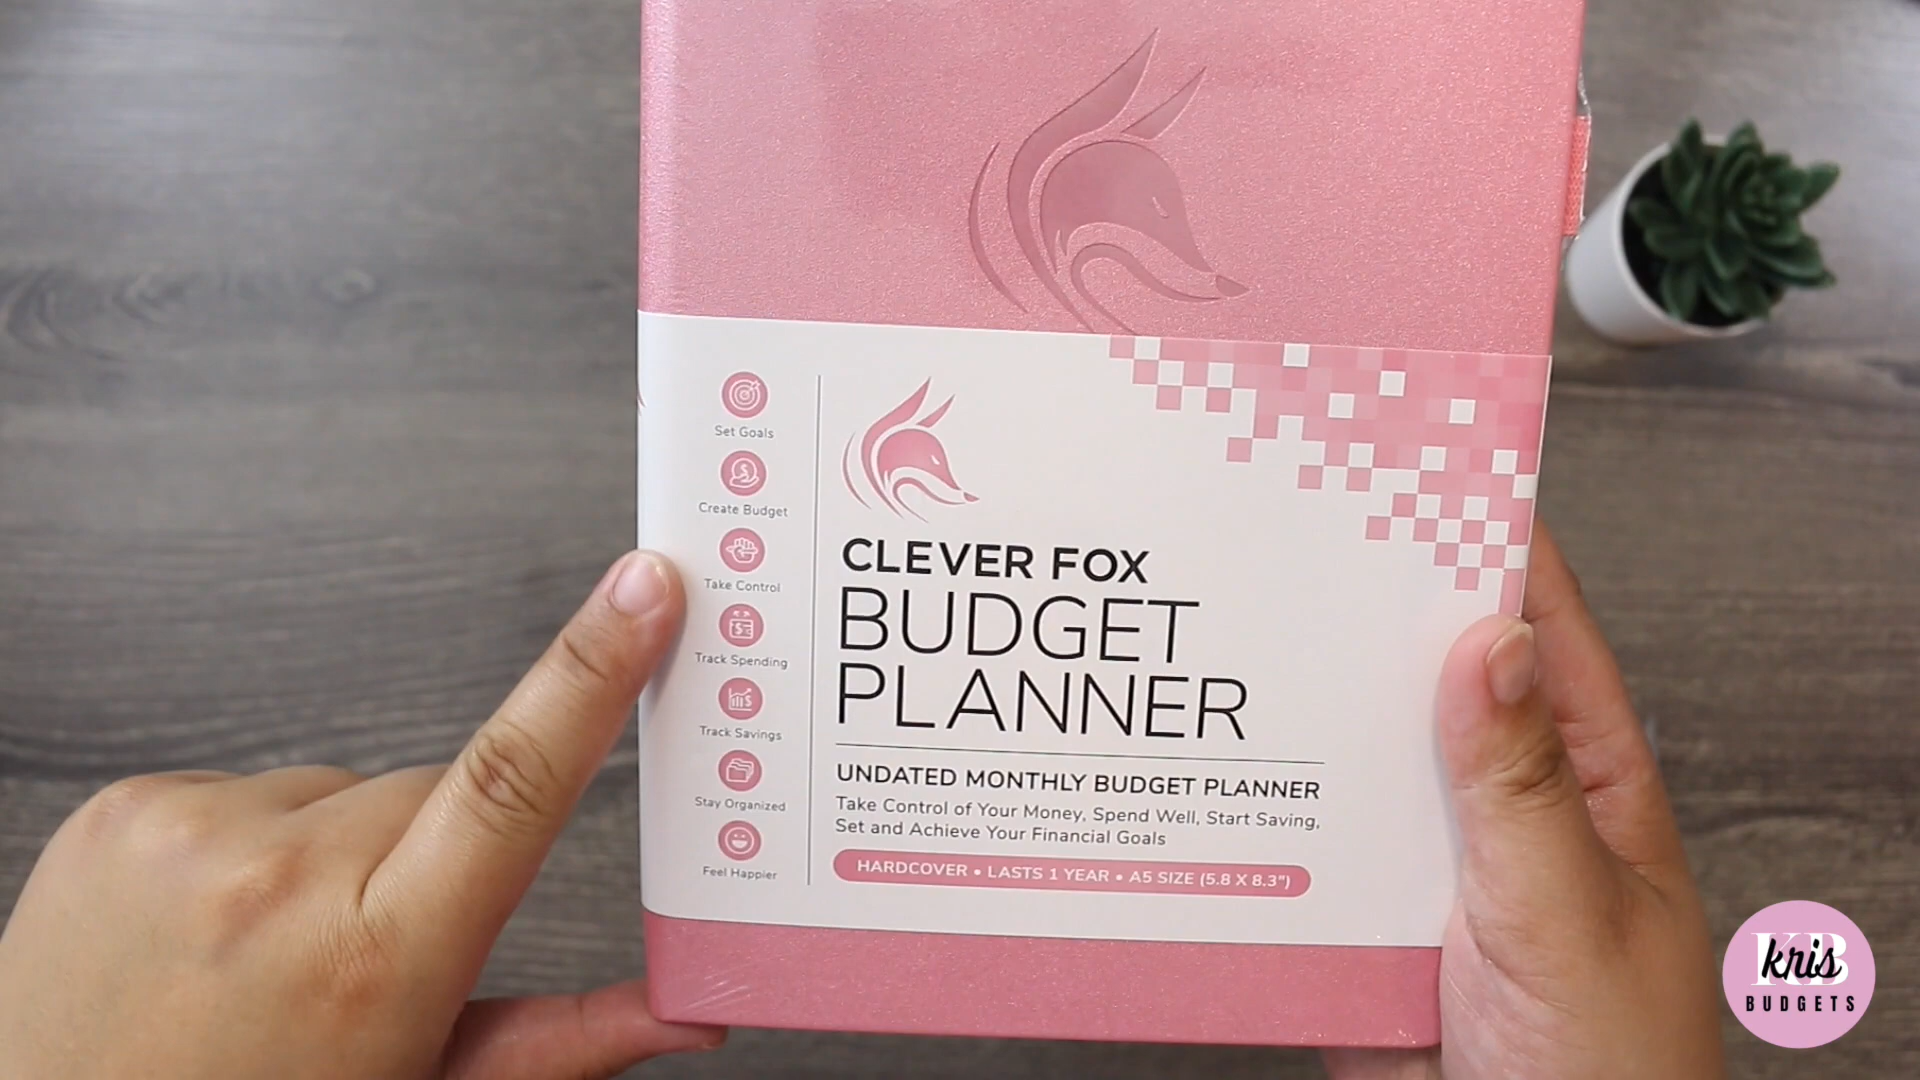 Set Goals
Create Budget
Take Control
Track Spending
Track Savings
Stay Organized
Feel Happier
CLEVER FOX
BUDGET
PLANNER
UNDATED MONTHLY BUDGET PLANNER
Take Control of Your Money, Spend Well, Start Saving,
Set and Achieve Your Financial Goals
HARDCOVER • LASTS 1 YEAR • A5 SIZE (5.8 X 8.3")
KB
kris
BUDGETS